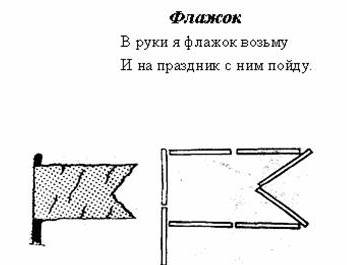 Флажок
В руки я флажок возьму
И на праздник с ним пойду.